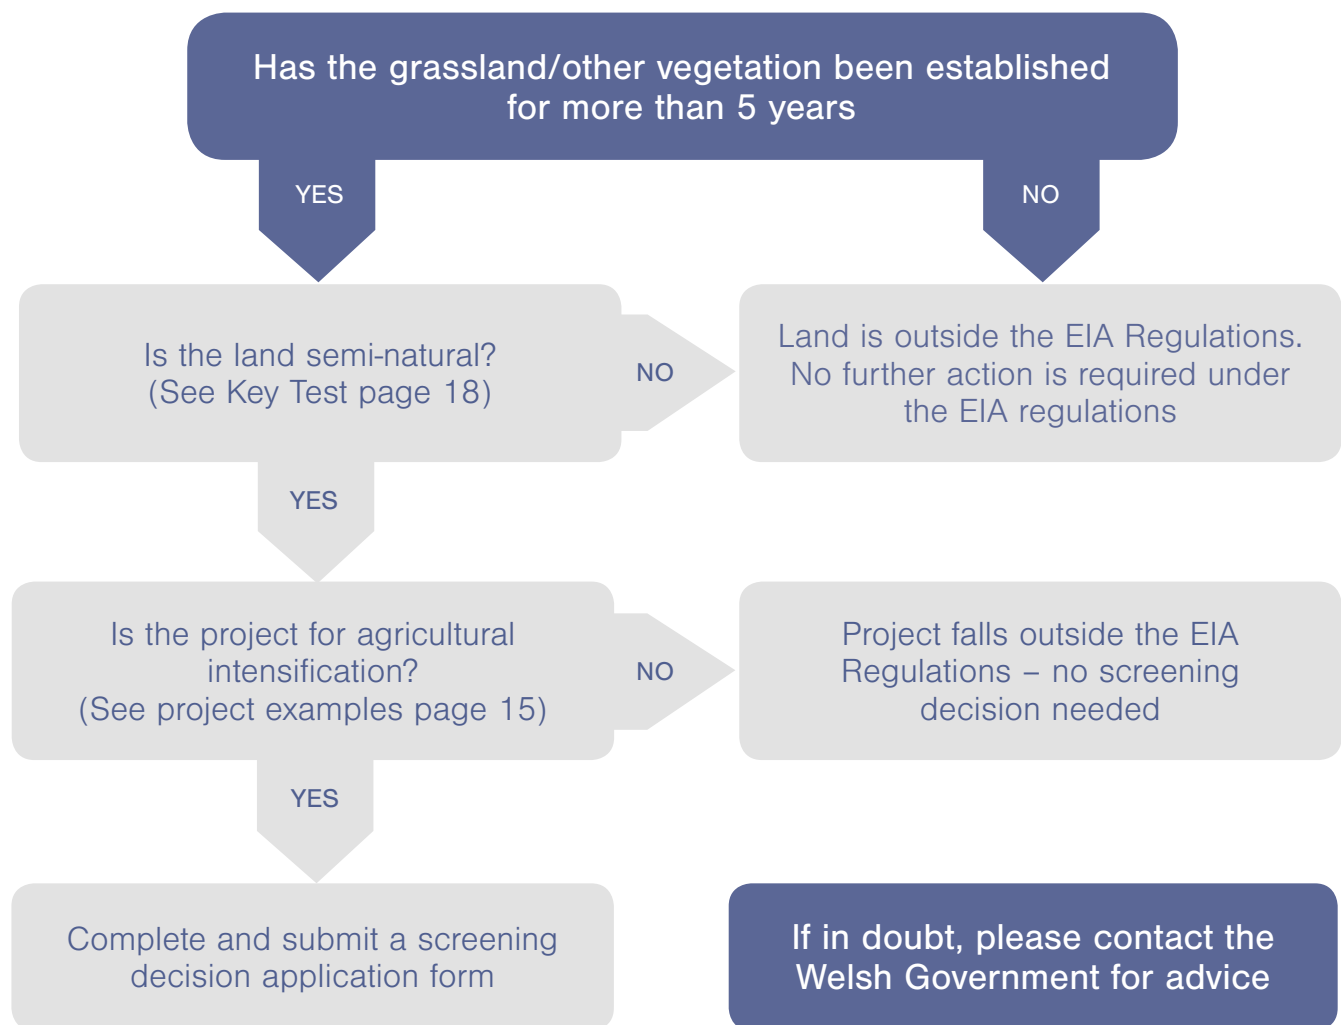 Has the grassland/other vegetation been established
for more than 5 years
YES
NO
Is the land semi-natural?
(See Key Test page 18)
NO
Land is outside the EIA Regulations.
No further action is required under
the EIA regulations
YES
Is the project for agricultural
intensification?
(See project examples page 15)
NO
Project falls outside the EIA
Regulations – no screening
decision needed
YES
Complete and submit a screening
decision application form
If in doubt, please contact the
Welsh Government for advice